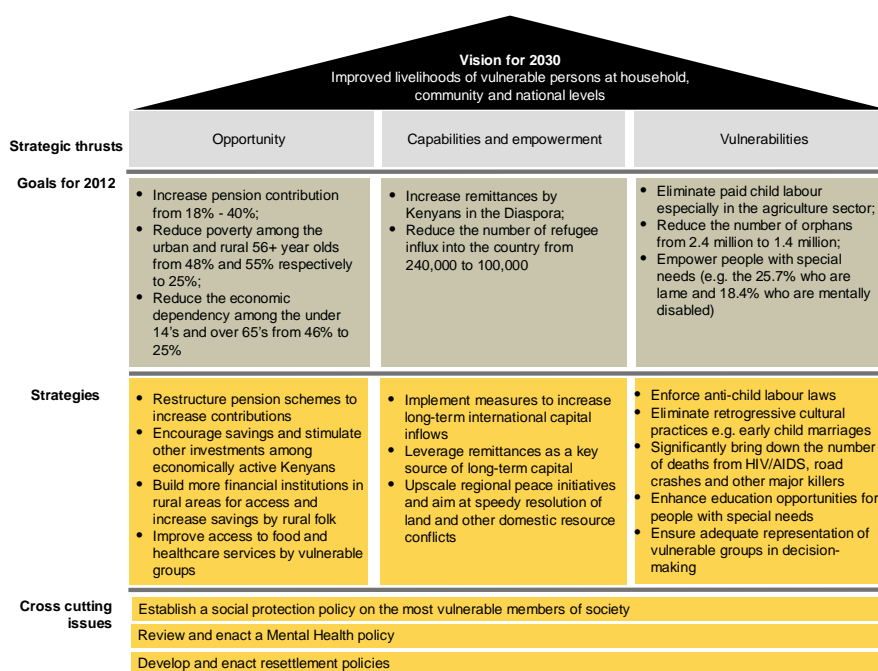 Vision for 2030
Improved livelihoods of vulnerable persons at household,
community and national levels
Strategic thrusts
Opportunity
Capabilities and empowerment
Vulnerabilities
Goals for 2012
• Increase pension contribution
from 18% - 40%;
• Reduce poverty among the
urban and rural 56+ year olds
from 48% and 55% respectively
to 25%;
• Reduce the economic
dependency among the under
14’s and over 65’s from 46% to
25%
• Increase remittances by
Kenyans in the Diaspora;
• Reduce the number of refugee
influx into the country from
240,000 to 100,000
• Eliminate paid child labour
especially in the agriculture sector;
• Reduce the number of orphans
from 2.4 million to 1.4 million;
• Empower people with special
needs (e.g. the 25.7% who are
lame and 18.4% who are mentally
disabled)
Strategies
• Restructure pension schemes to
increase contributions
• Encourage savings and stimulate
other investments among
economically active Kenyans
• Build more financial institutions in
rural areas for access and
increase savings by rural folk
• Improve access to food and
healthcare services by vulnerable
groups
• Implement measures to increase
long-term international capital
inflows
• Leverage remittances as a key
source of long-term capital
• Upscale regional peace initiatives
and aim at speedy resolution of
land and other domestic resource
conflicts
• Enforce anti-child labour laws
• Eliminate retrogressive cultural
practices e.g. early child marriages
• Significantly bring down the number
of deaths from HIV/AIDS, road
crashes and other major killers
• Enhance education opportunities for
people with special needs
• Ensure adequate representation of
vulnerable groups in decision-
making
Cross cutting
issues
Establish a social protection policy on the most vulnerable members of society
Review and enact a Mental Health policy
Develop and enact resettlement policies